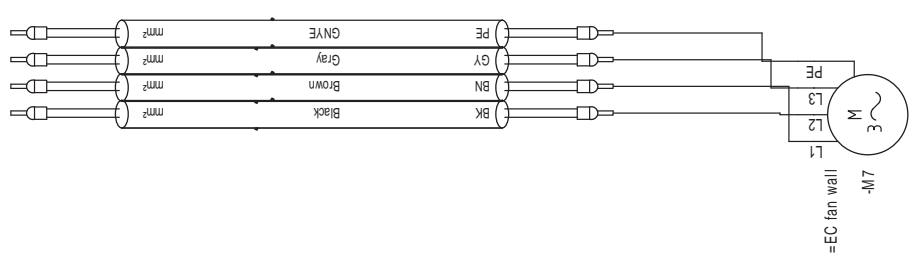 mm² GNYE PE
mm² Gray GY
mm² Brown BN
mm² Black BK
PE
L3
L2
L1
M
3~
-M7
=EC fan wall